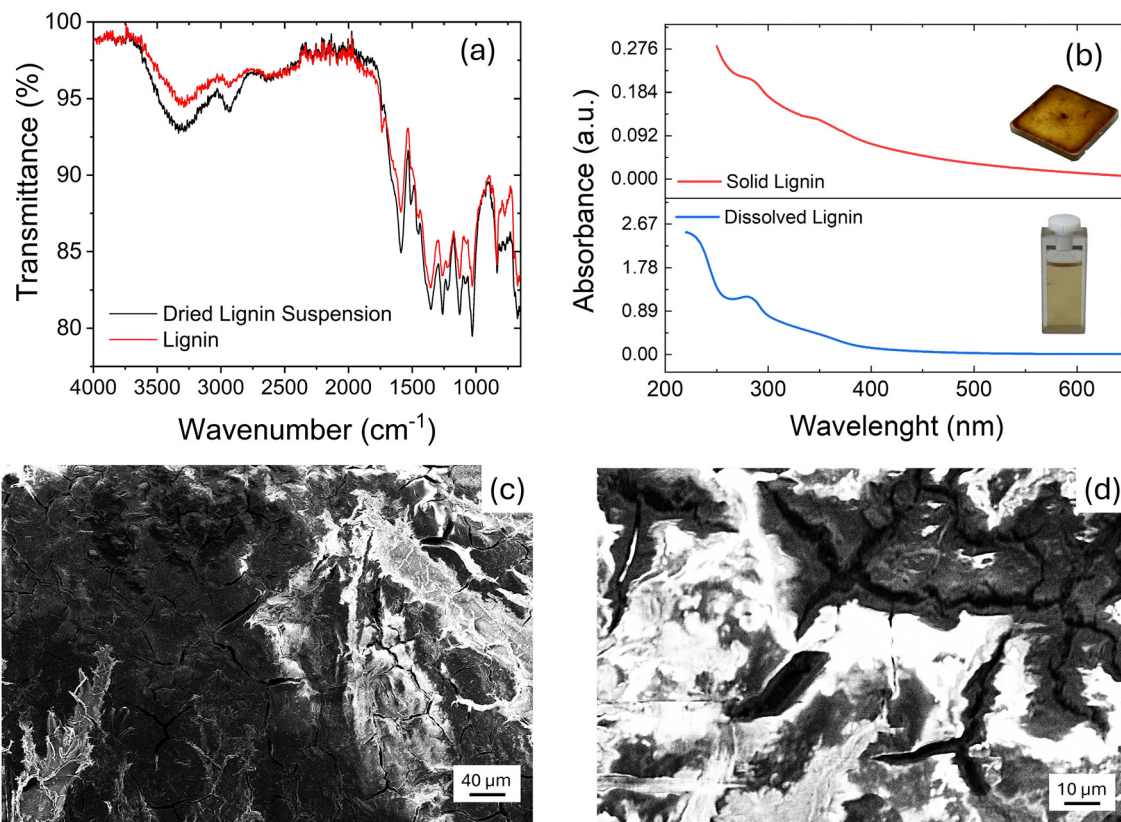 (a)
Transmittance (%)
100
95
90
85
80
Dried Lignin Suspension
Lignin
4000 3500 3000 2500 2000 1500 1000
Wavenumber (cm⁻¹)
(b)
Absorbance (a.u.)
0.276
0.184
0.092
0.000
Solid Lignin
Dissolved Lignin
2.67
1.78
0.89
0.00
200 300 400 500 600
Wavelenght (nm)
(c)
40 µm
(d)
10 µm